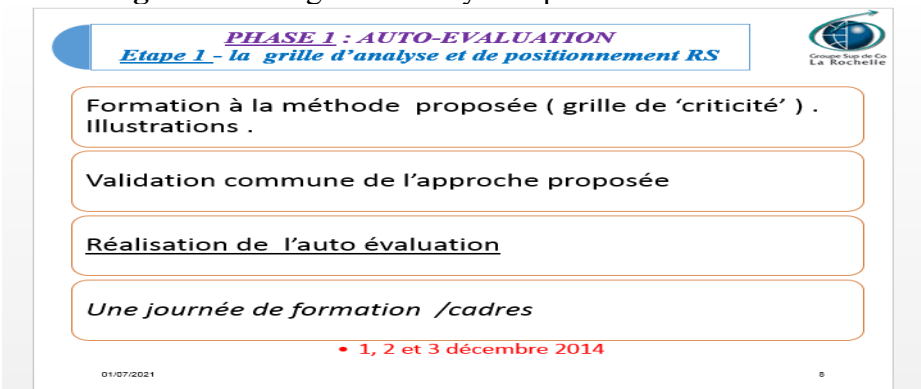 PHASE 1 : AUTO-EVALUATION
Etape 1 - la grille d’analyse et de positionnement RS
Groupe Sup de Co
La Rochelle
Formation à la méthode proposée ( grille de ‘criticité’ ) .
Illustrations .
Validation commune de l’approche proposée
Réalisation de l’auto évaluation
Une journée de formation /cadres
• 1, 2 et 3 décembre 2014
01/07/2021